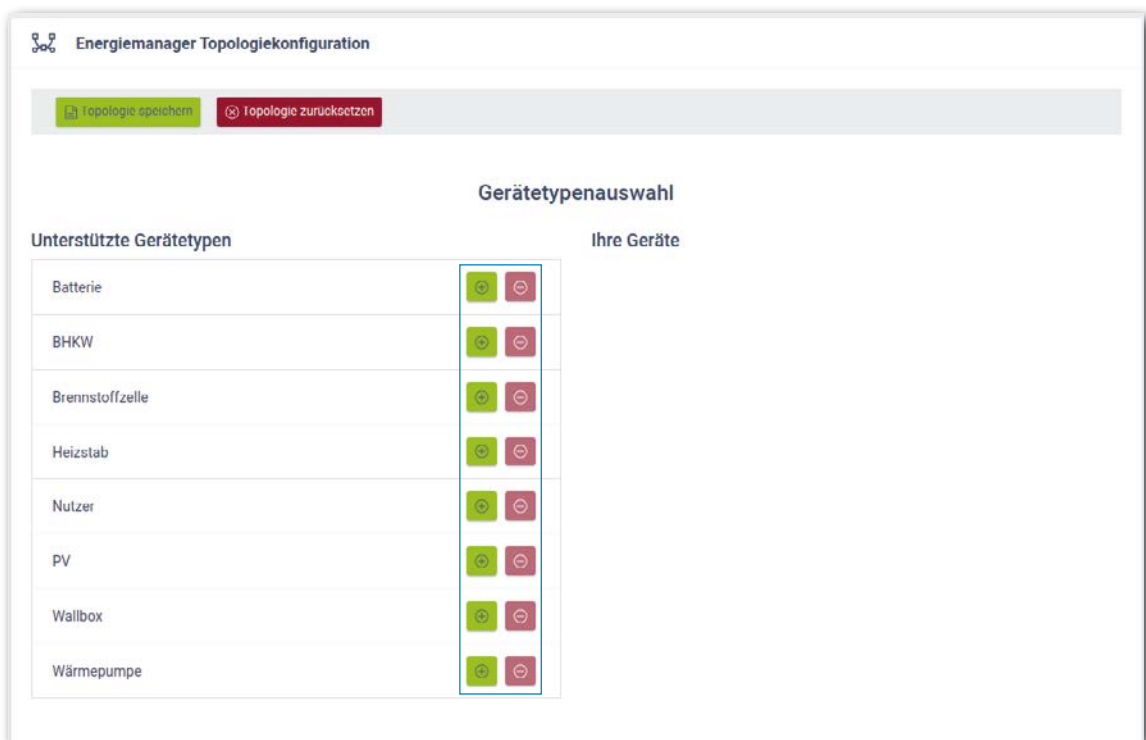 Energiemanager Topologiekonfiguration
Topologie speichern
Topologie zurücksetzen
Gerätetypenauswahl
Unterstützte Gerätetypen
Ihre Geräte
Batterie
BHKW
Brennstoffzelle
Heizstab
Nutzer
PV
Wallbox
Wärmepumpe